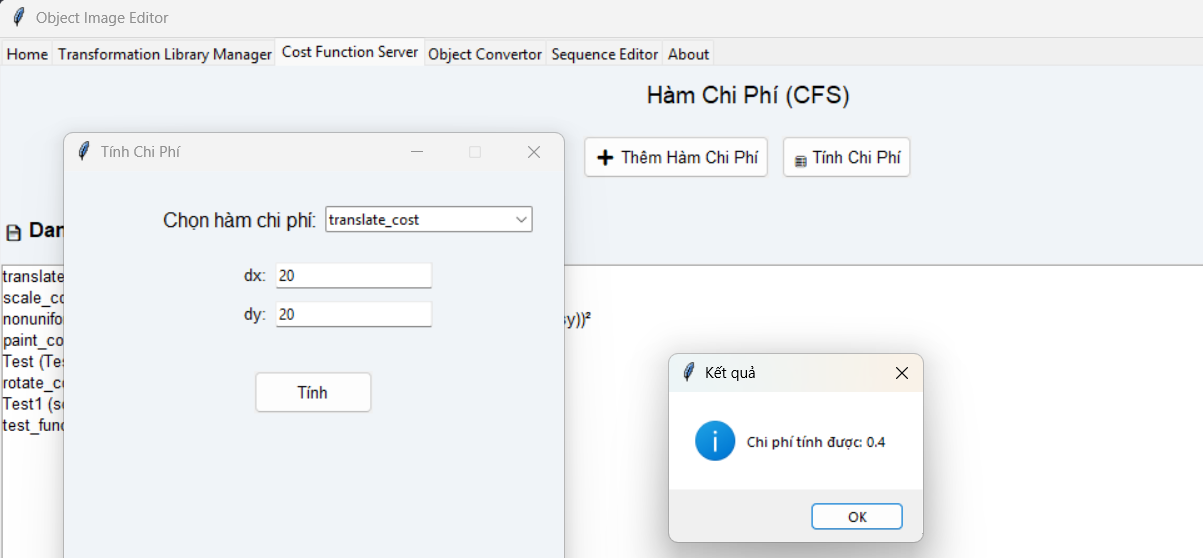 Object Image Editor
Home Transformation Library Manager Cost Function Server Object Convertor Sequence Editor About
Hàm Chi Phí (CFS)
Thêm Hàm Chi Phí Tính Chi Phí
Tính Chi Phí
Chọn hàm chi phí: translate_cost
dx: 20
dy: 20
Tính
translate
scale_co
nonunifo
sy))²
paint_co
Test (Te
rotate_co
Test1 (s
test_func
Kết quả
Chi phí tính được: 0.4
OK